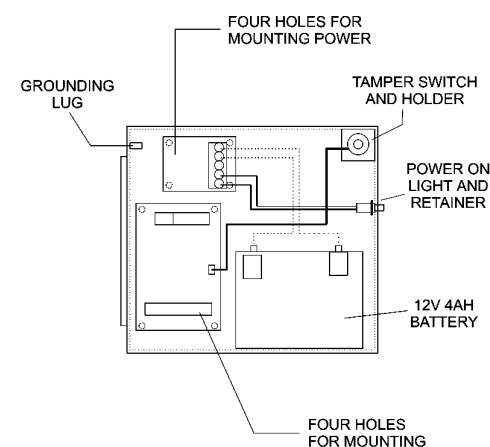 FOUR HOLES FOR
MOUNTING POWER
GROUNDING
LUG
TAMPER SWITCH
AND HOLDER
POWER ON
LIGHT AND
RETAINER
12V 4AH
BATTERY
FOUR HOLES
FOR MOUNTING